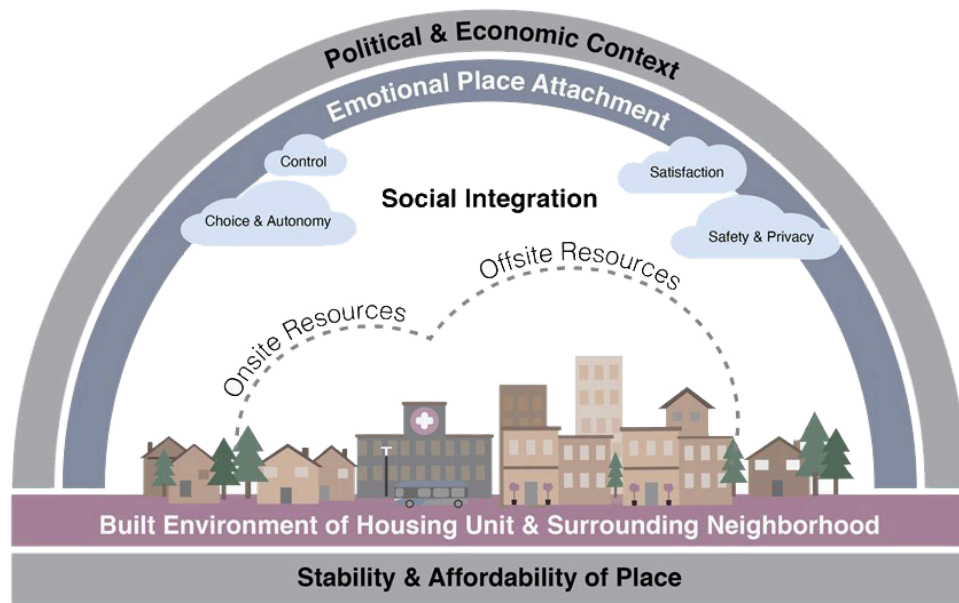 Political & Economic Context
Emotional Place Attachment
Control
Choice & Autonomy
Social Integration
Satisfaction
Safety & Privacy
Onsite Resources
Offsite Resources
Built Environment of Housing Unit & Surrounding Neighborhood
Stability & Affordability of Place